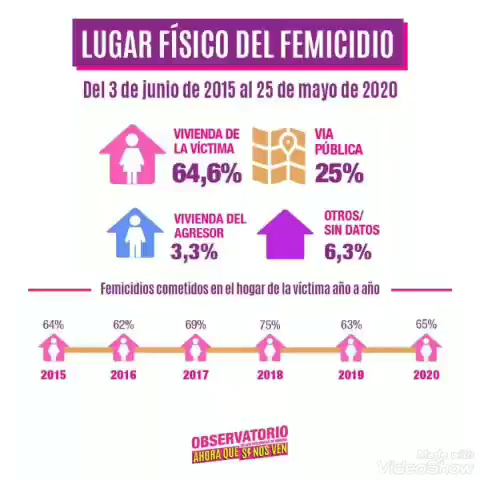 LUGAR FÍSICO DEL FEMICIDIO
Del 3 de junio de 2015 al 25 de mayo de 2020
VIVIENDA DE
LA VÍCTIMA
64,6%
VIA
PÚBLICA
25%
VIVIENDA DEL
AGRESOR
3,3%
OTROS/
SIN DATOS
6,3%
Femicidios cometidos en el hogar de la víctima año a año
64% 62% 69% 75% 63% 65%
2015 2016 2017 2018 2019 2020
OBSERVATORIO
AHORA QUE SÍ NOS VEN
Made with
VideoShow